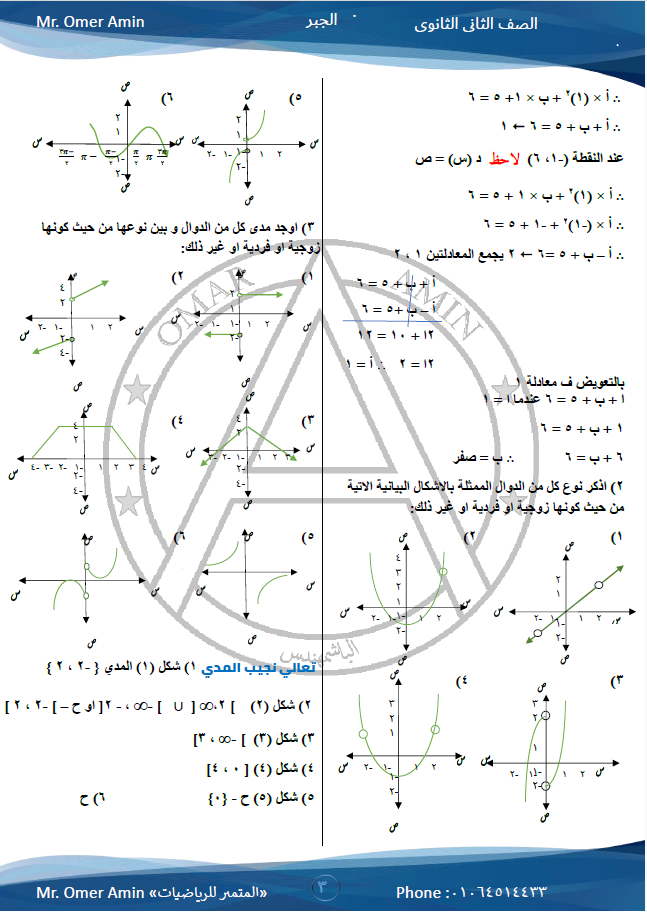 Mr. Omer Amin
الجبر
الصف الثانى الثانوى
∴ أ × (١)٢ + ب × ١ + ٥ = ٦
∴ أ + ب + ٥ = ٦ ← ١
عند النقطة (-١، ٦) لاحظ د (س) = ص
∴ أ × (١)٢ + ب × ١ + ٥ = ٦
∴ أ × (-١)٢ + -١ + ٥ = ٦
∴ أ – ب + ٥ = ٦ ← ٢ بجمع المعادلتين ١ ، ٢
أ + ب + ٥ = ٦
أ – ب + ٥ = ٦
٢ا + ١٠ = ١٢
٢ا = ٢ ∴ أ = ١
بالتعويض ف معادلة ١
ا + ب + ٥ = ٦ عندما ا = ١
١ + ب + ٥ = ٦
٦ + ب = ٦ ∴ ب = صفر
٢) اذكر نوع كل من الدوال الممثلة بالاشكال البيانية الاتية
من حيث كونها زوجية او فردية او غير ذلك:
١)
٢)
٣)
٤)
٥)
٦)
٣) اوجد مدى كل من الدوال و بين نوعها من حيث كونها
زوجية او فردية او غير ذلك:
١)
٢)
٣)
٤)
٥)
٦)
تعالي نجيب المدي ١) شكل (١) المدي { -٢ ، ٢ }
٢) شكل (٢) ] ٢،∞ [ ∪ ] -∞ ، -٢ [ او ح – ] -٢ ، ٢ ]
٣) شكل (٣) ] -∞ ، ٣]
٤) شكل (٤) [ ٠ ، ٤]
٥) شكل (٥) ح - {٠} ٦) ح
OMAR AMIN
الباشمهندس
Mr. Omer Amin «المتمبز للرياضيات»
٣
Phone :٠١٠٦٤٥١٤٤٣٣